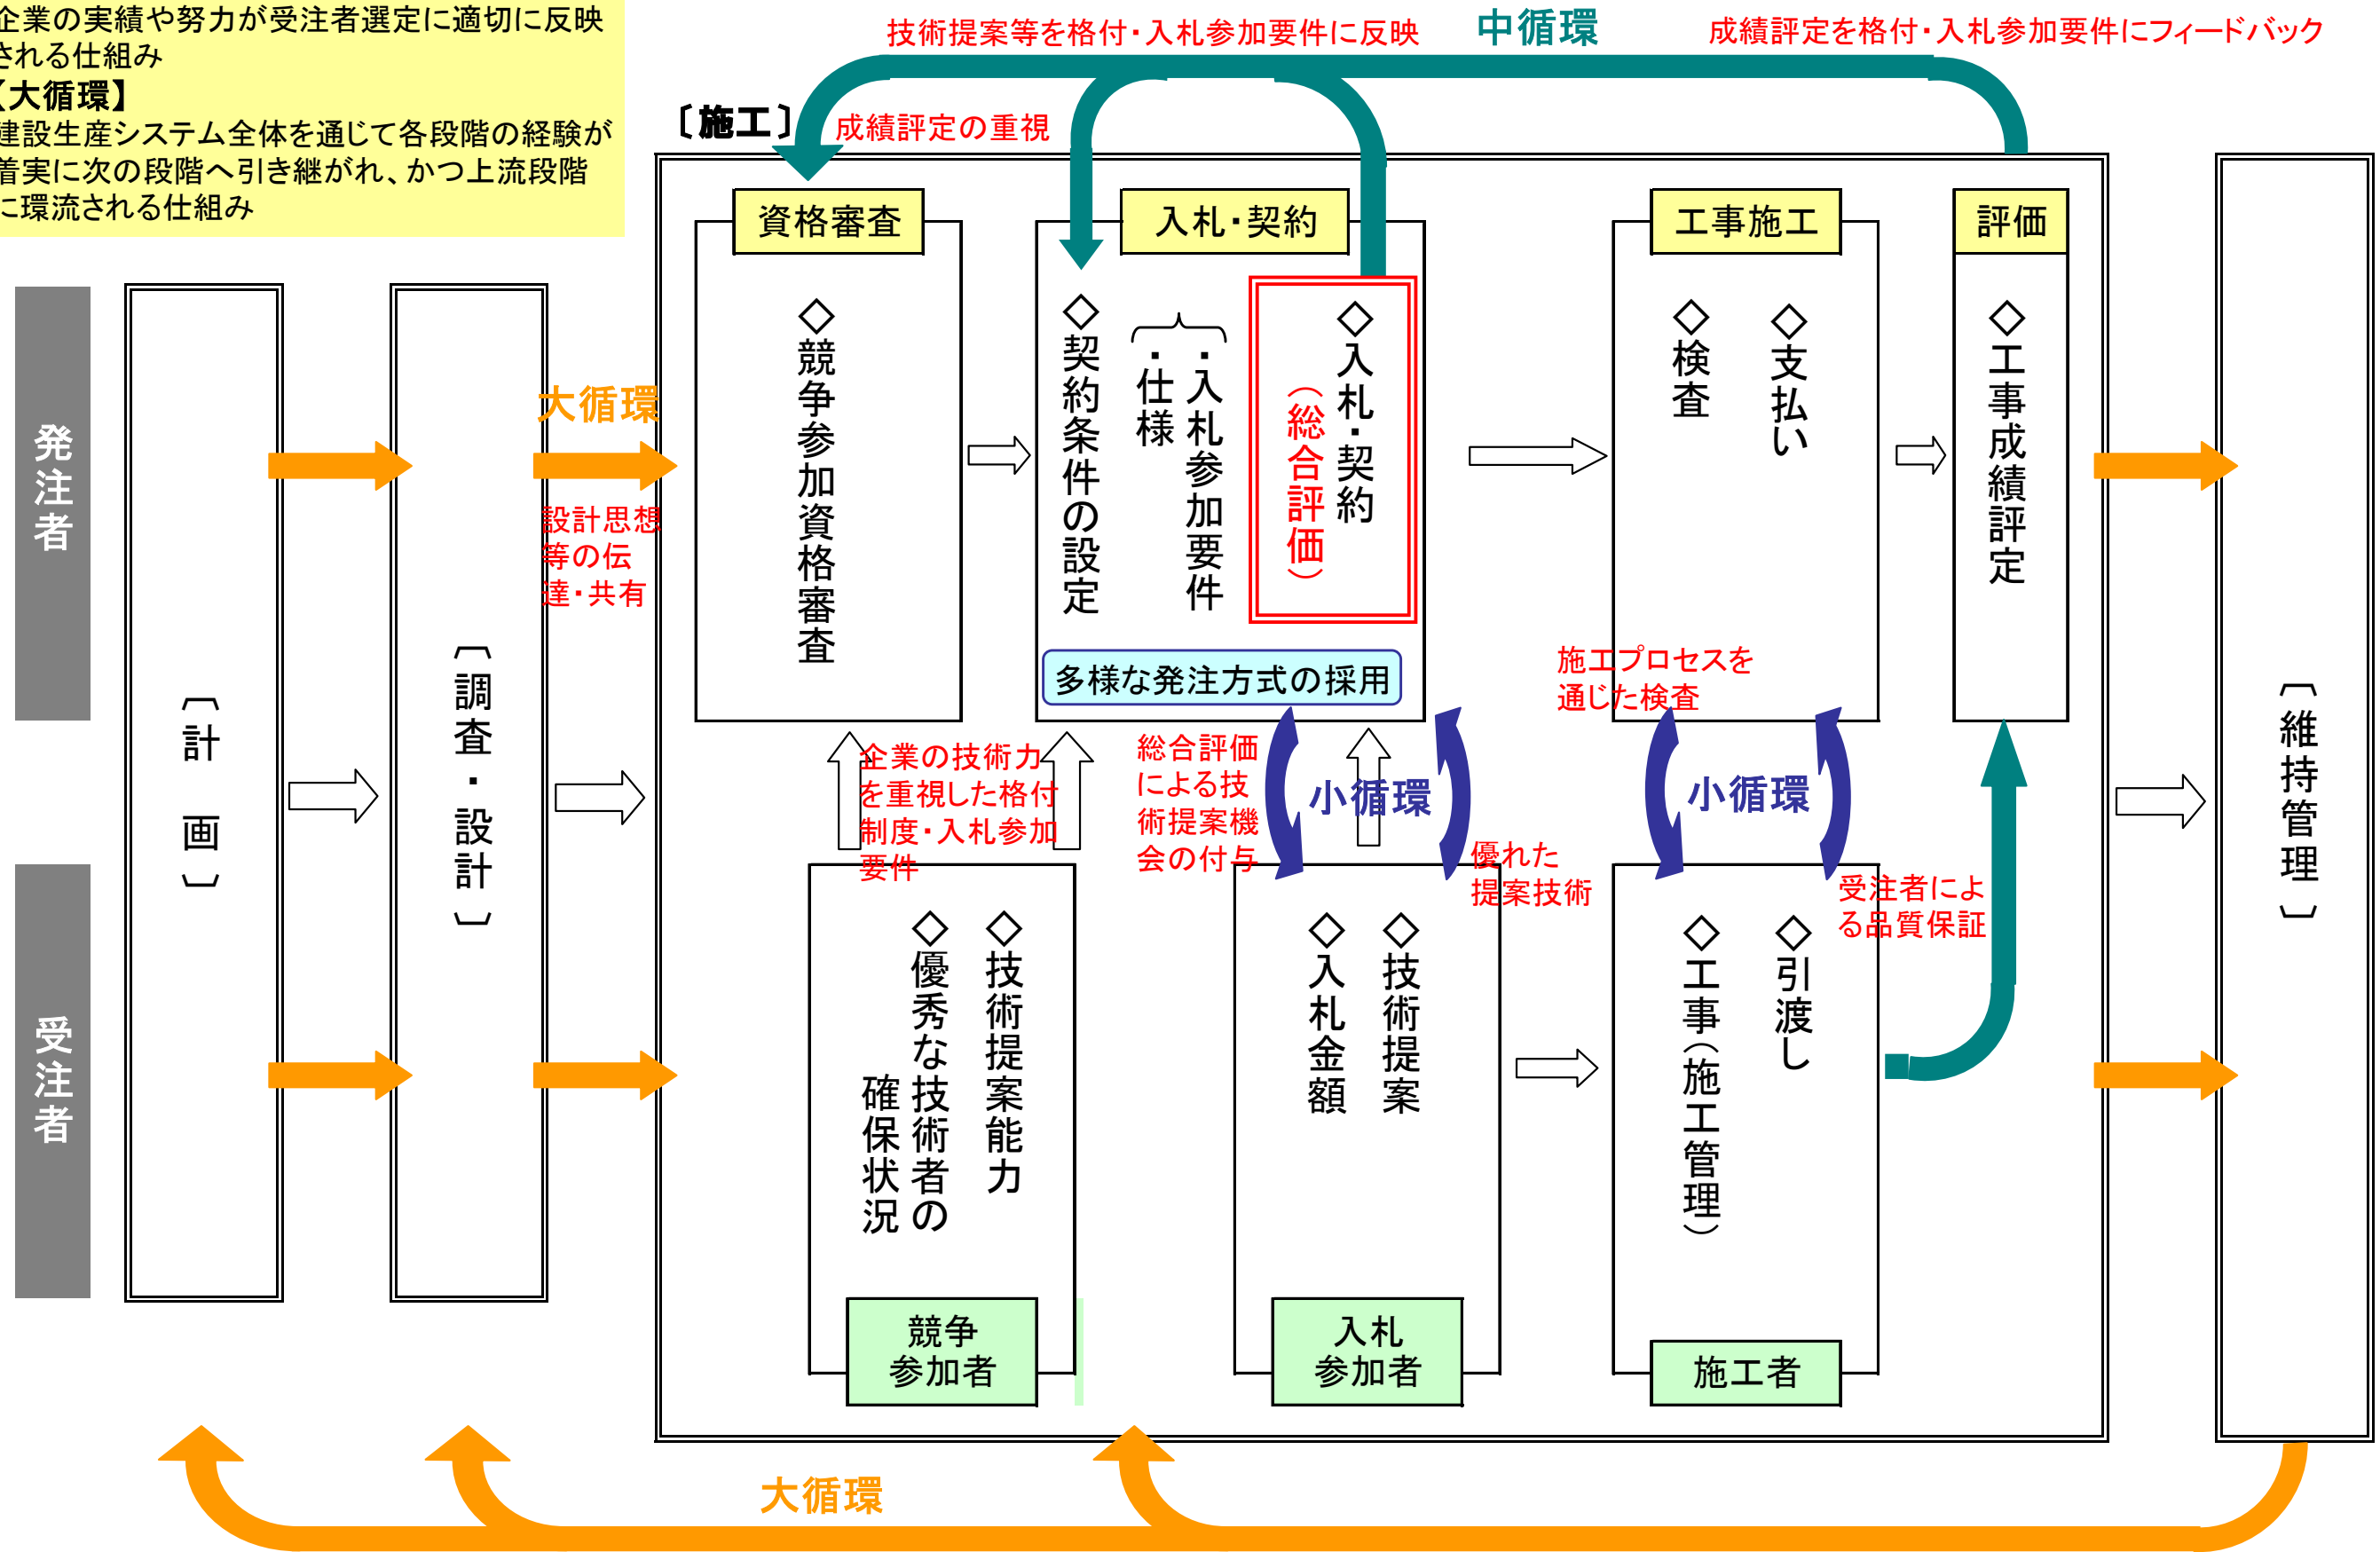 企業の実績や努力が受注者選定に適切に反映
される仕組み
【大循環】
建設生産システム全体を通じて各段階の経験が
着実に次の段階へ引き継がれ、かつ上流段階
に環流される仕組み
技術提案等を格付・入札参加要件に反映
中循環
成績評定を格付・入札参加要件にフィードバック
〔施工〕
成績評定の重視
資格審査
入札・契約
工事施工
評価
発注者
受注者
〔計画〕
〔調査・設計〕
大循環
設計思想
等の伝
達・共有
◇競争参加資格審査
◇契約条件の設定
・仕様
・入札参加要件
◇入札・契約
（総合評価）
多様な発注方式の採用
◇検査
◇支払い
◇工事成績評定
施工プロセスを
通じた検査
企業の技術力
を重視した格付
制度・入札参加
要件
総合評価
による技
術提案機
会の付与
小循環
優れた
提案技術
小循環
受注者によ
る品質保証
〔維持管理〕
◇技術提案能力
◇優秀な技術者の
確保状況
競争
参加者
◇技術提案
◇入札金額
入札
参加者
◇引渡し
◇工事（施工管理）
施工者
大循環